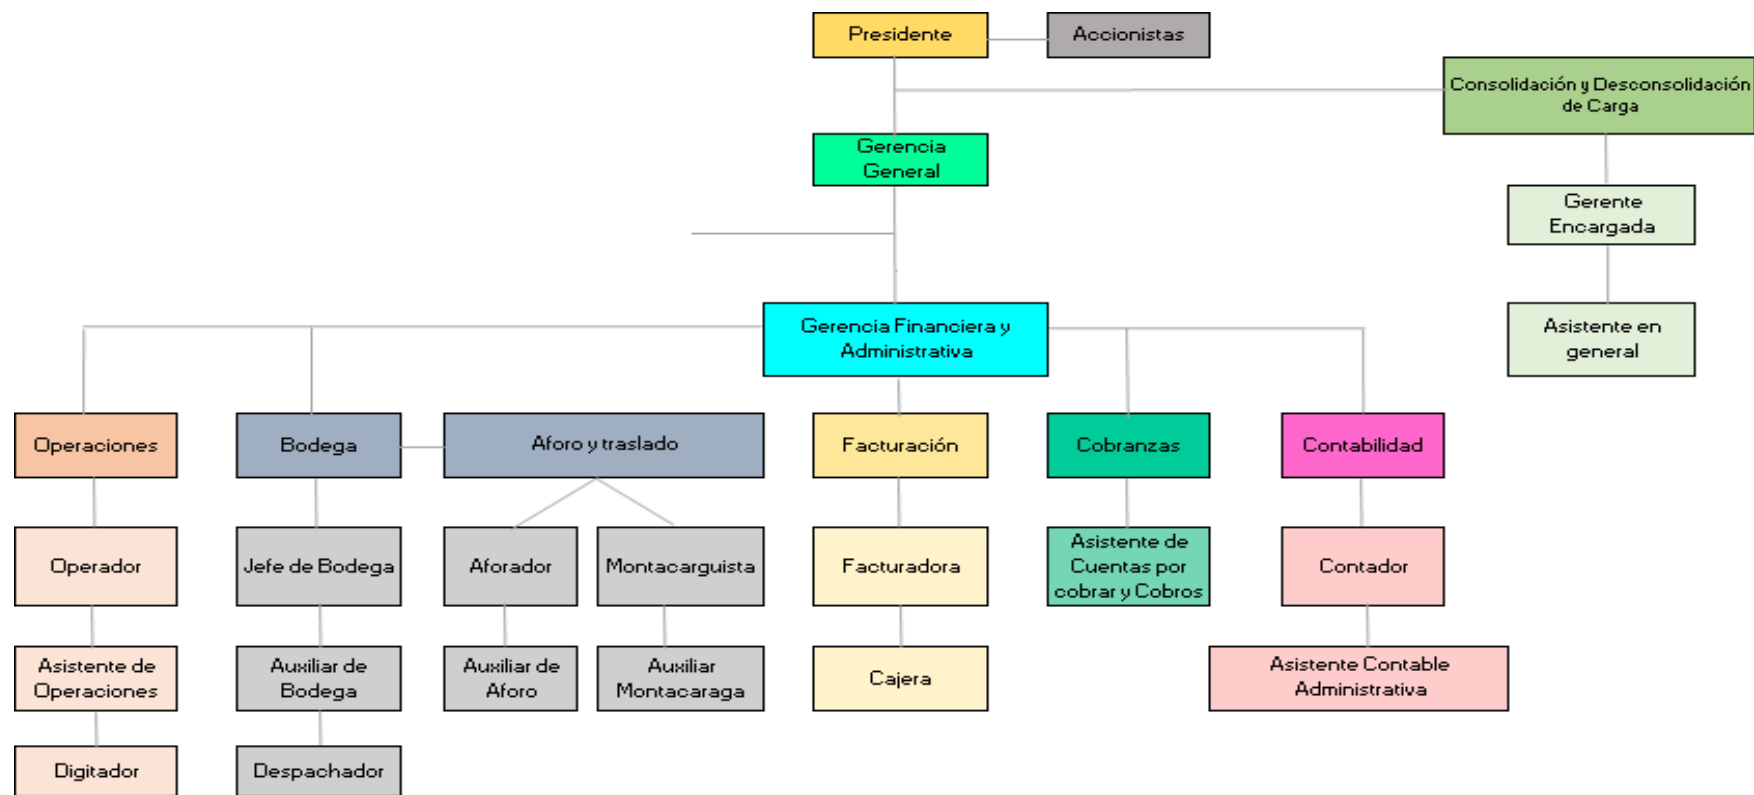 Presidente
Accionistas
Consolidación y Desconsolidación
de Carga
Gerencia
General
Gerente
Encargada
Gerencia Financiera y
Administrativa
Asistente en
general
Operaciones
Bodega
Aforo y traslado
Facturación
Cobranzas
Contabilidad
Operador
Jefe de Bodega
Aforador
Montacarguista
Facturadora
Asistente de
Cuentas por
cobrar y Cobros
Contador
Asistente de
Operaciones
Auxiliar de
Bodega
Auxiliar de
Aforo
Auxiliar
Montacaraga
Cajera
Asistente Contable
Administrativa
Digitador
Despachador